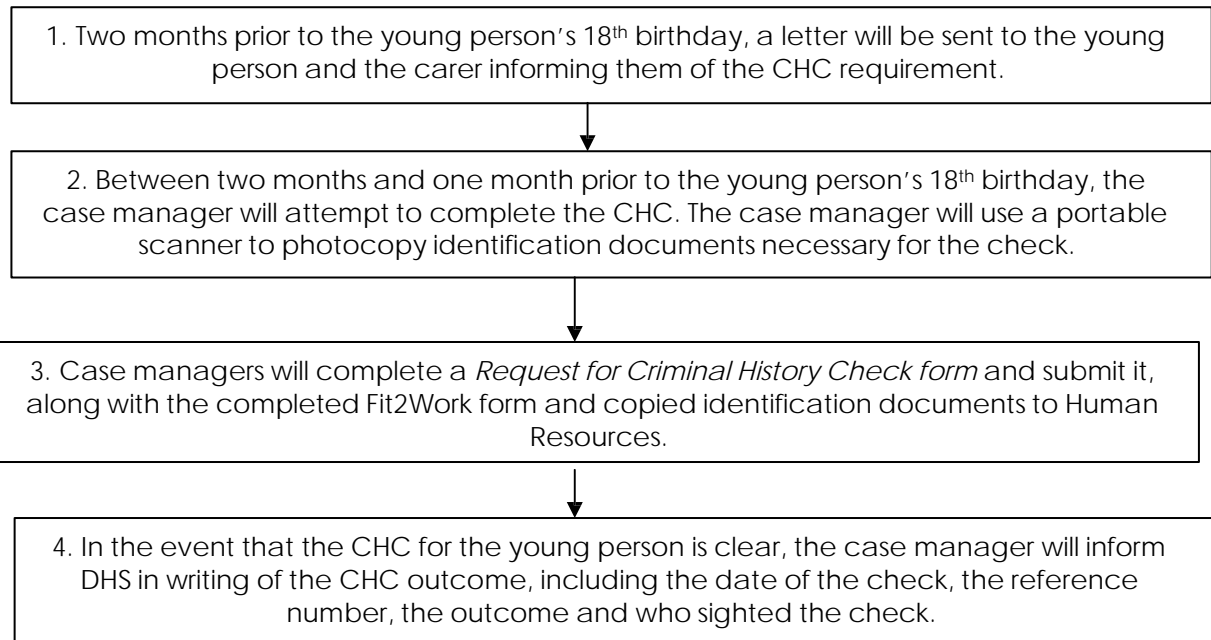 1. Two months prior to the young person’s 18th birthday, a letter will be sent to the young
person and the carer informing them of the CHC requirement.
2. Between two months and one month prior to the young person’s 18th birthday, the
case manager will attempt to complete the CHC. The case manager will use a portable
scanner to photocopy identification documents necessary for the check.
3. Case managers will complete a Request for Criminal History Check form and submit it,
along with the completed Fit2Work form and copied identification documents to Human
Resources.
4. In the event that the CHC for the young person is clear, the case manager will inform
DHS in writing of the CHC outcome, including the date of the check, the reference
number, the outcome and who sighted the check.